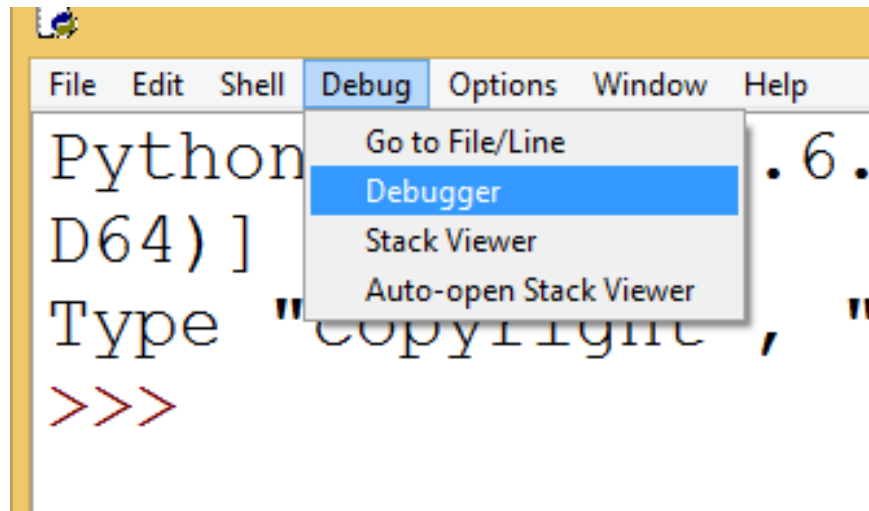 File Edit Shell Debug Options Window Help
Go to File/Line
Debugger
Stack Viewer
Auto-open Stack Viewer
Python .6.
D64)]
Type "copyright", "
>>>